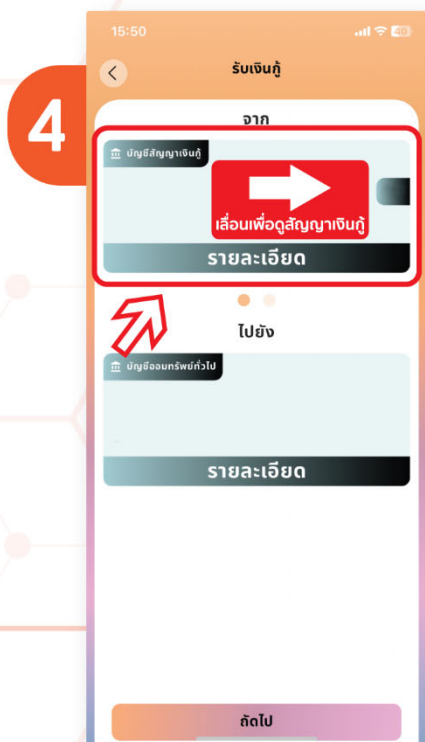 15:50
40
รับเงินกู้
4
จาก
บัญชีสัญญาเงินกู้
เลื่อนเพื่อดูสัญญาเงินกู้
รายละเอียด
ไปยัง
บัญชีออมทรัพย์ทั่วไป
รายละเอียด
ถัดไป